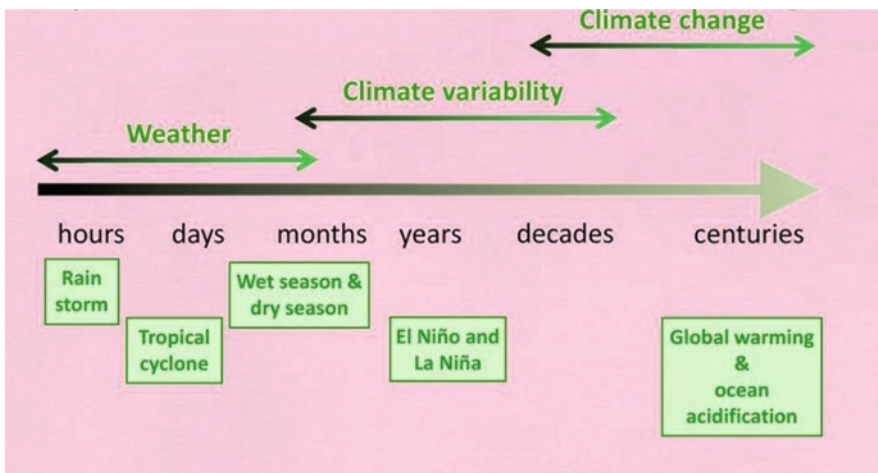 Climate change
Climate variability
Weather
hours days months years decades centuries
Rain
storm
Wet season &
dry season
Tropical
cyclone
El Niño and
La Niña
Global warming
&
ocean
acidification